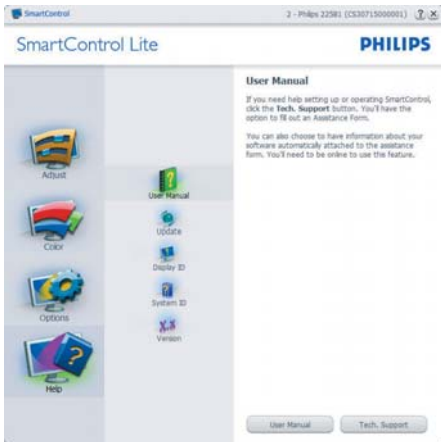 SmartControl
2 - Philips 225B1 (CS30715000001)
SmartControl Lite
PHILIPS
Adjust
Color
Options
Help
User Manual
Update
Display ID
System ID
Version
User Manual
If you need help setting up or operating SmartControl,
click the Tech. Support button. You'll have the
option to fill out an Assistance Form.
You can also choose to have information about your
software automatically attached to the assistance
form. You'll need to be online to use the feature.
User Manual
Tech. Support